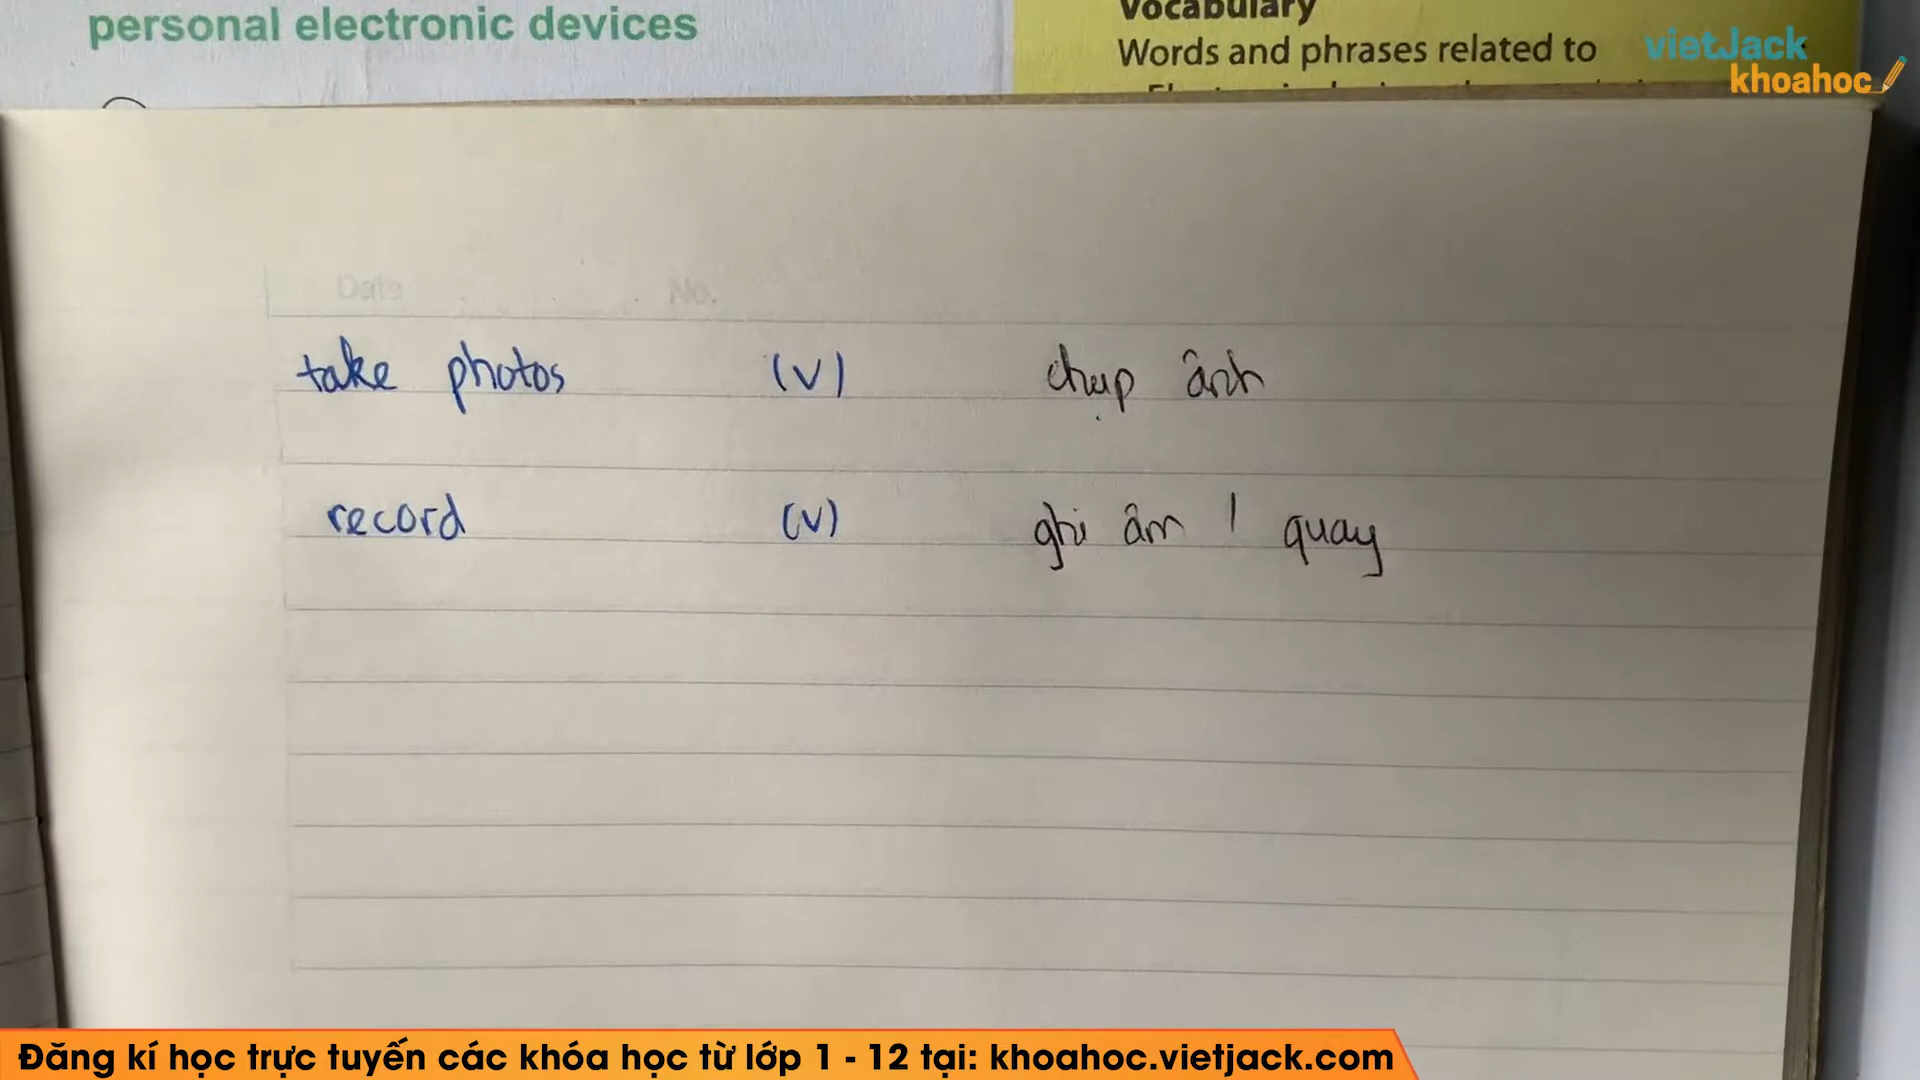 personal electronic devices
Vocabulary
Words and phrases related to
vietJack
khoahoc
Date No.
take photos (v) chụp ảnh
record (v) ghi âm / quay
Đăng kí học trực tuyến các khóa học từ lớp 1 - 12 tại: khoahoc.vietjack.com